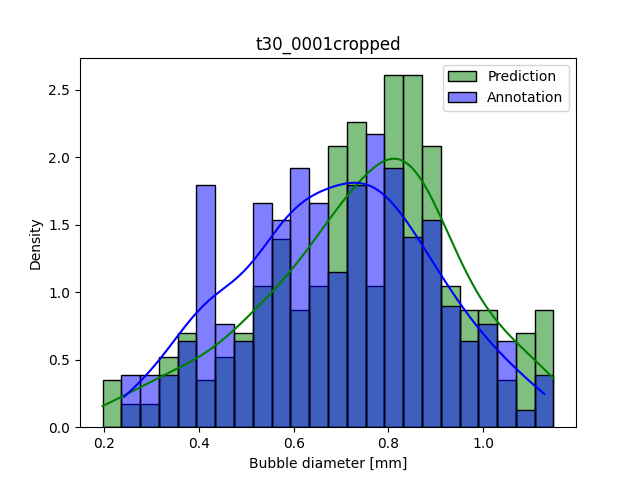 t30_0001cropped
Prediction
Annotation
2.5
2.0
1.5
1.0
0.5
0.0
Density
0.2 0.4 0.6 0.8 1.0
Bubble diameter [mm]